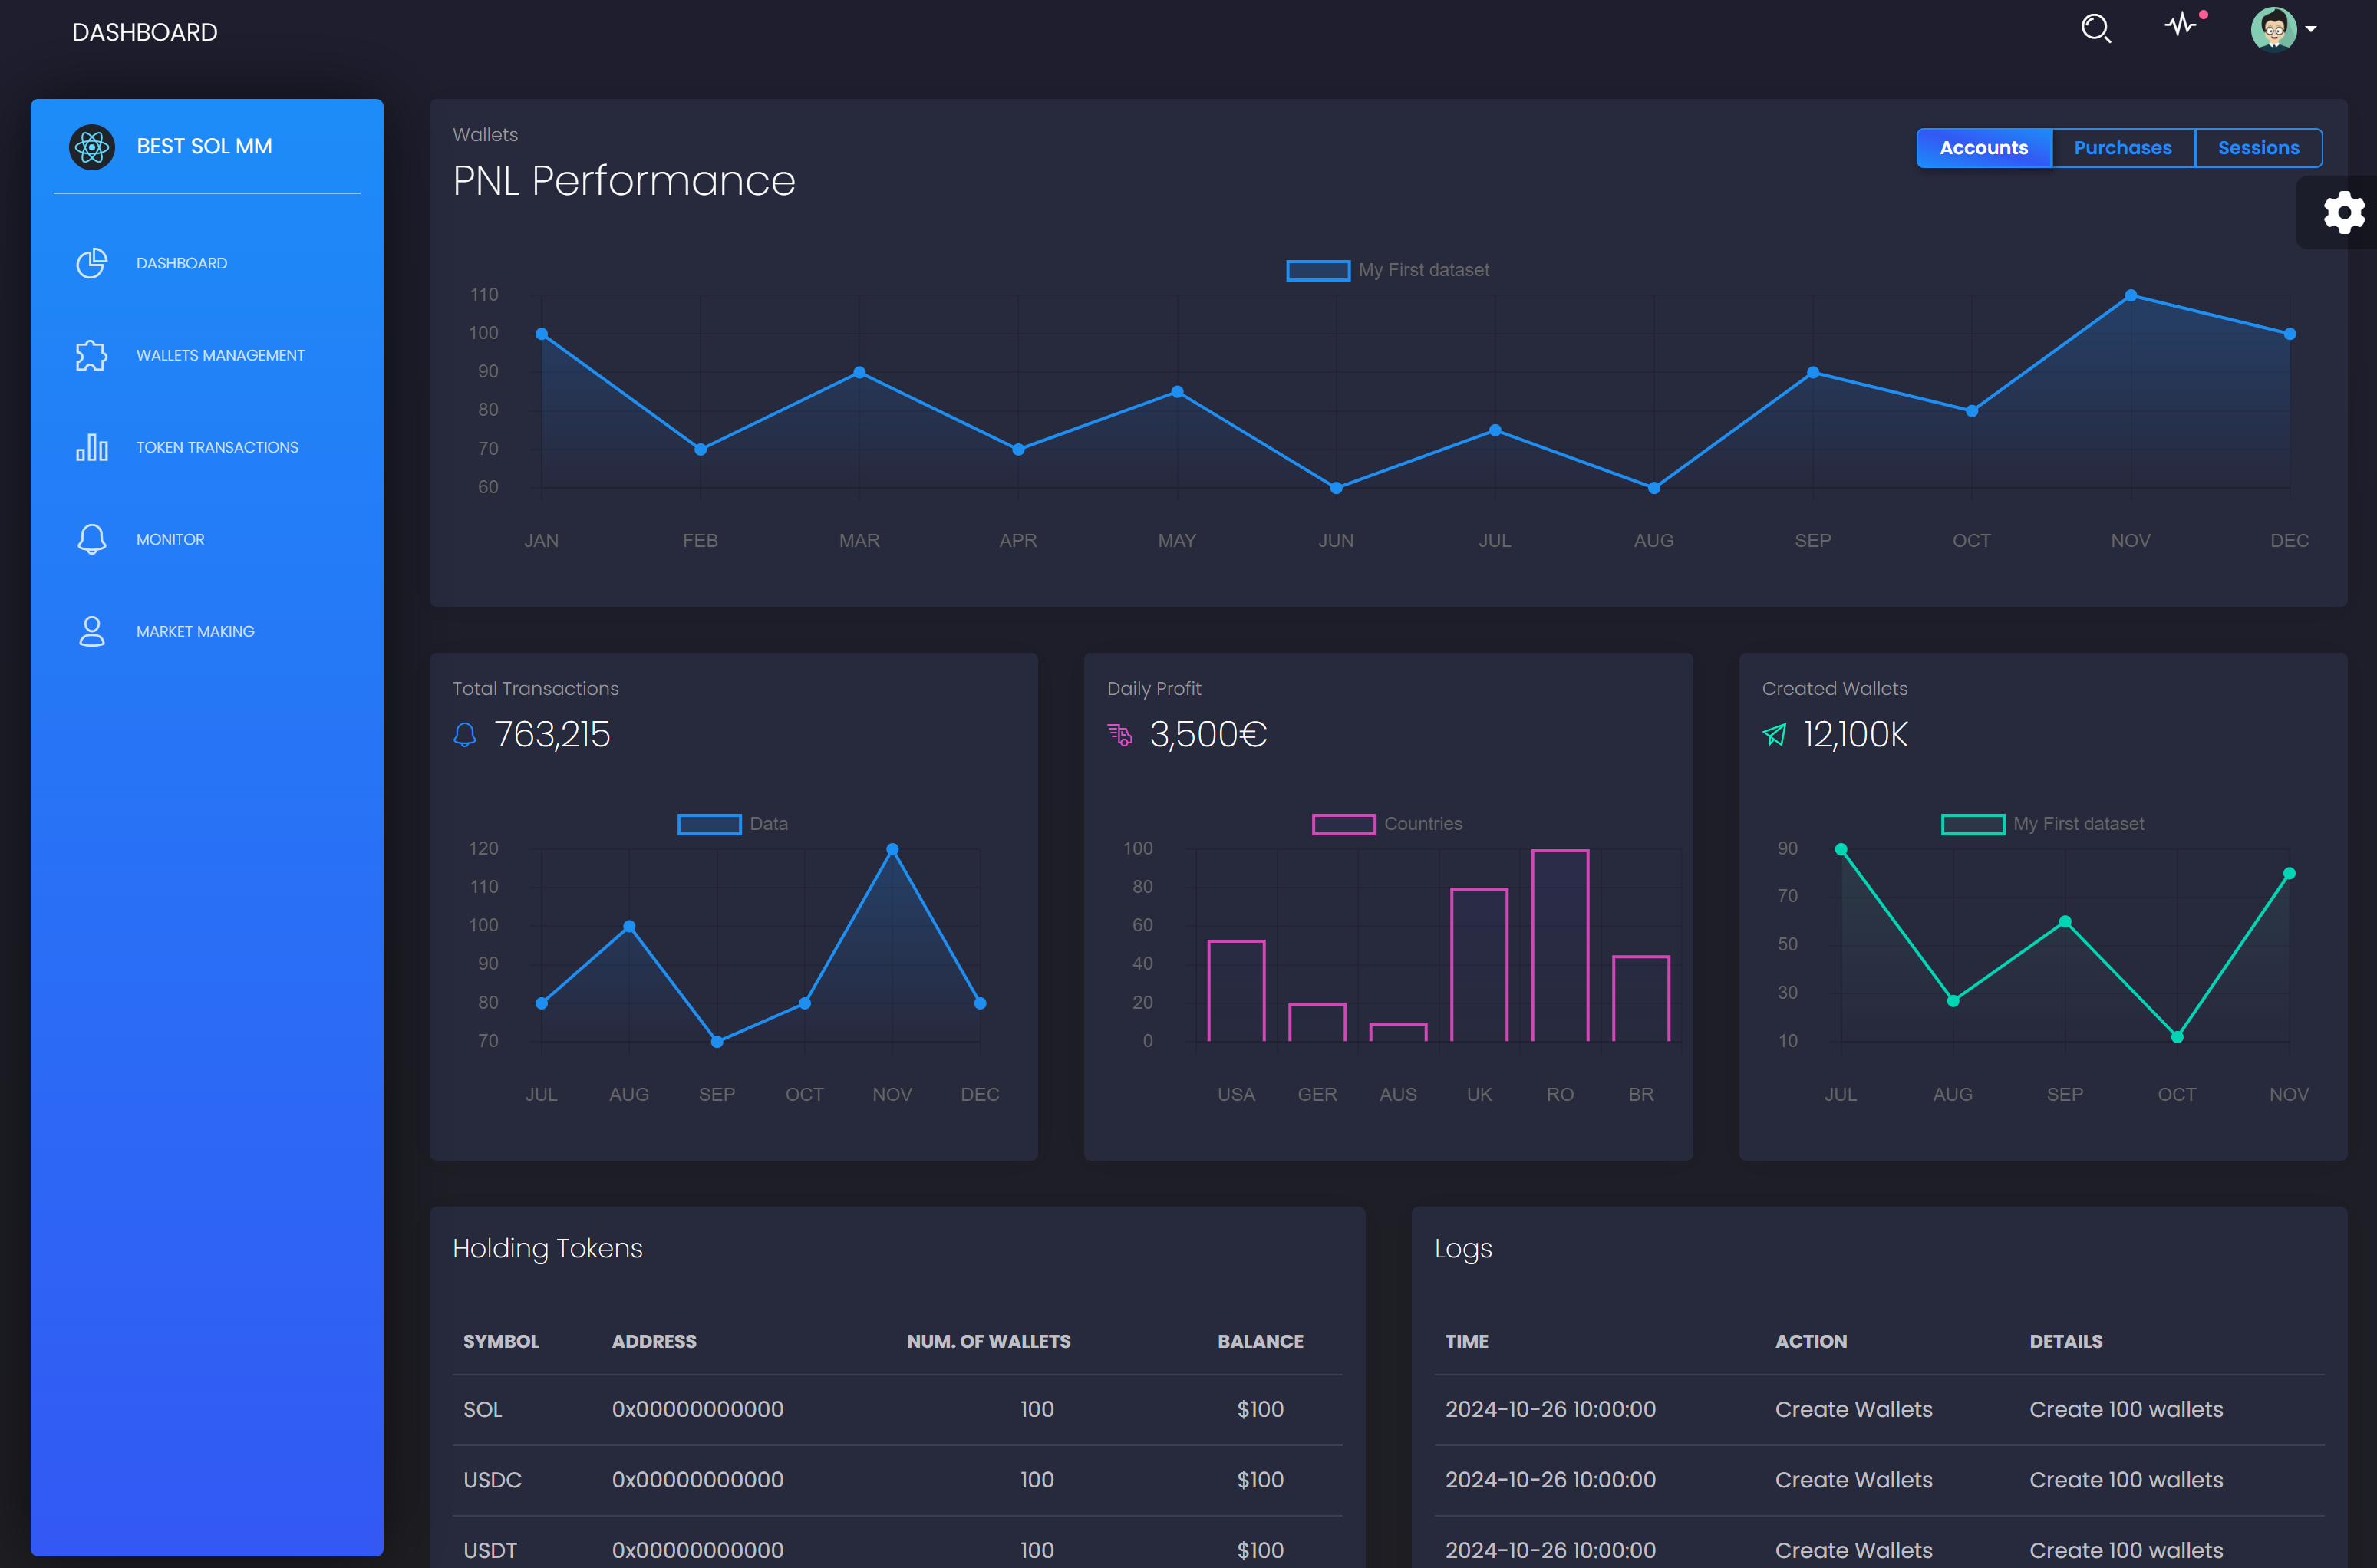 DASHBOARD
BEST SOL MM
DASHBOARD
WALLETS MANAGEMENT
TOKEN TRANSACTIONS
MONITOR
MARKET MAKING
Wallets
PNL Performance
Accounts Purchases Sessions
My First dataset
110
100
90
80
70
60
JAN FEB MAR APR MAY JUN JUL AUG SEP OCT NOV DEC
Total Transactions
763,215
Data
120
110
100
90
80
70
JUL AUG SEP OCT NOV DEC
Daily Profit
3,500€
Countries
100
80
60
40
20
0
USA GER AUS UK RO BR
Created Wallets
12,100K
My First dataset
90
70
50
30
10
JUL AUG SEP OCT NOV
Holding Tokens
SYMBOL ADDRESS NUM. OF WALLETS BALANCE
SOL 0x00000000000 100 $100
USDC 0x00000000000 100 $100
USDT 0x00000000000 100 $100
Logs
TIME ACTION DETAILS
2024-10-26 10:00:00 Create Wallets Create 100 wallets
2024-10-26 10:00:00 Create Wallets Create 100 wallets
2024-10-26 10:00:00 Create Wallets Create 100 wallets